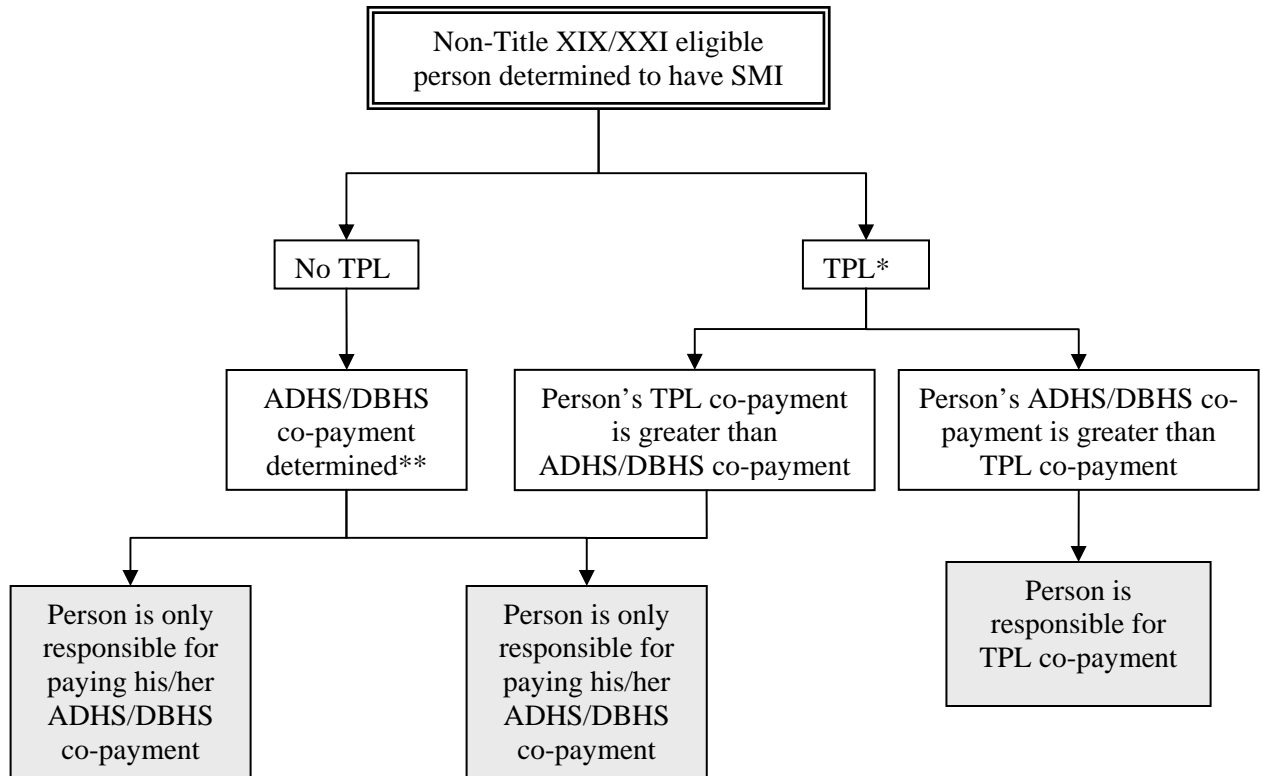 Non-Title XIX/XXI eligible
person determined to have SMI
No TPL
TPL*
ADHS/DBHS
co-payment
determined**
Person’s TPL co-payment
is greater than
ADHS/DBHS co-payment
Person’s ADHS/DBHS co-
payment is greater than
TPL co-payment
Person is only
responsible for
paying his/her
ADHS/DBHS
co-payment
Person is only
responsible for
paying his/her
ADHS/DBHS
co-payment
Person is
responsible for
TPL co-payment